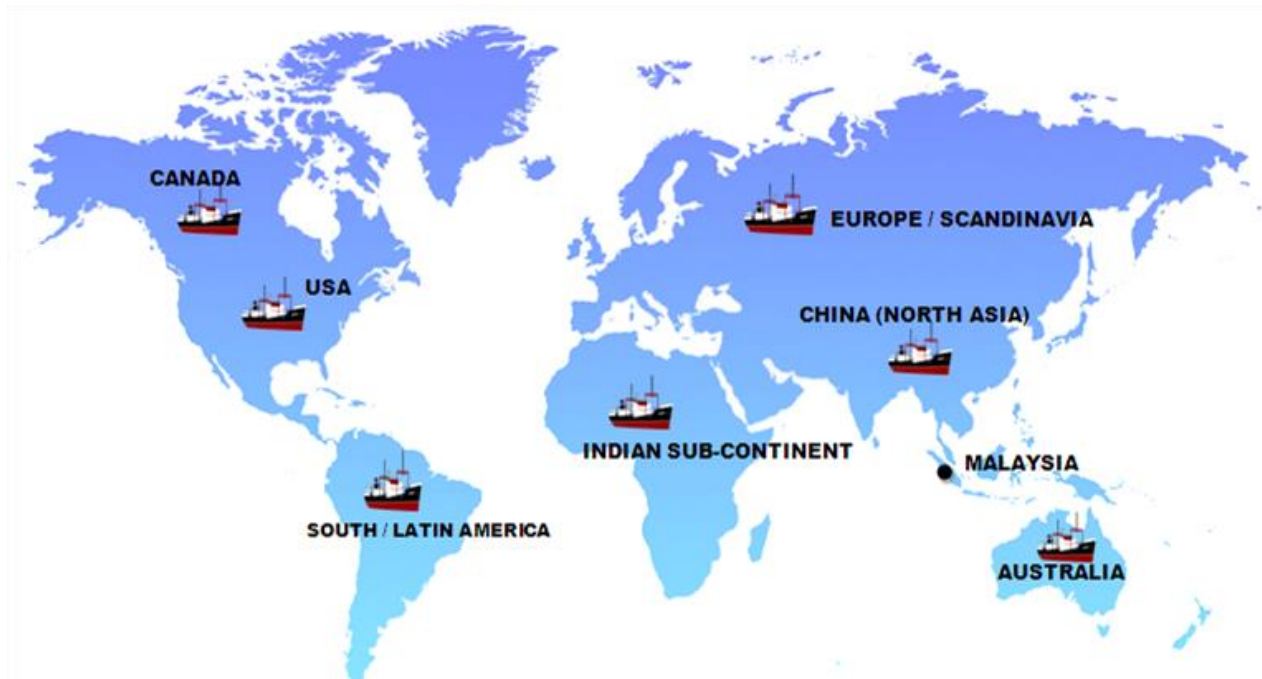 CANADA
EUROPE / SCANDINAVIA
USA
CHINA (NORTH ASIA)
INDIAN SUB-CONTINENT
MALAYSIA
SOUTH / LATIN AMERICA
AUSTRALIA